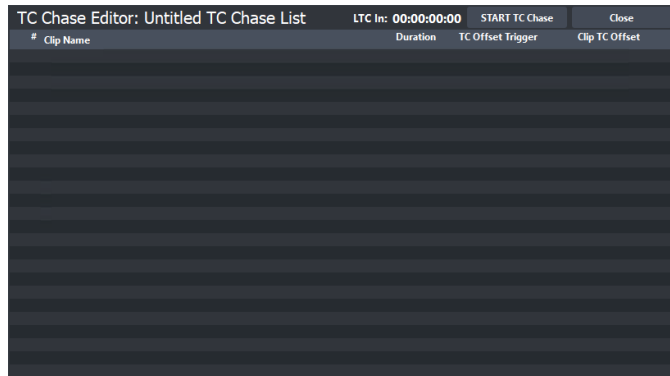 TC Chase Editor: Untitled TC Chase List LTC In: 00:00:00:00 START TC Chase Close
# Clip Name Duration TC Offset Trigger Clip TC Offset